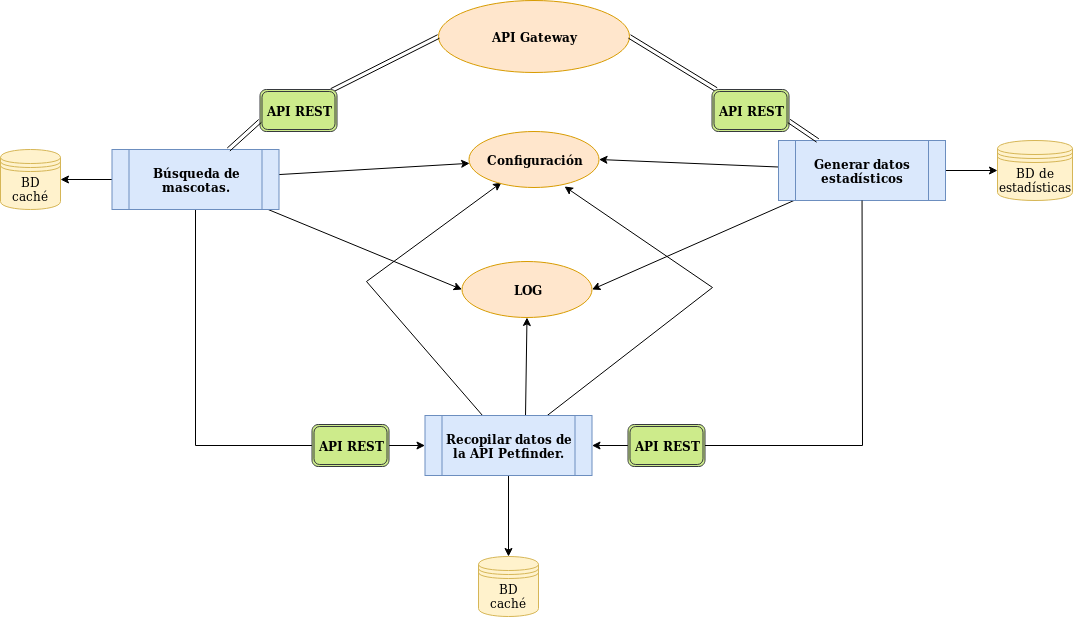 API Gateway
API REST
API REST
Configuración
Búsqueda de
mascotas.
Generar datos
estadísticos
BD
caché
BD de
estadísticas
LOG
API REST
Recopilar datos de
la API Petfinder.
API REST
BD
caché